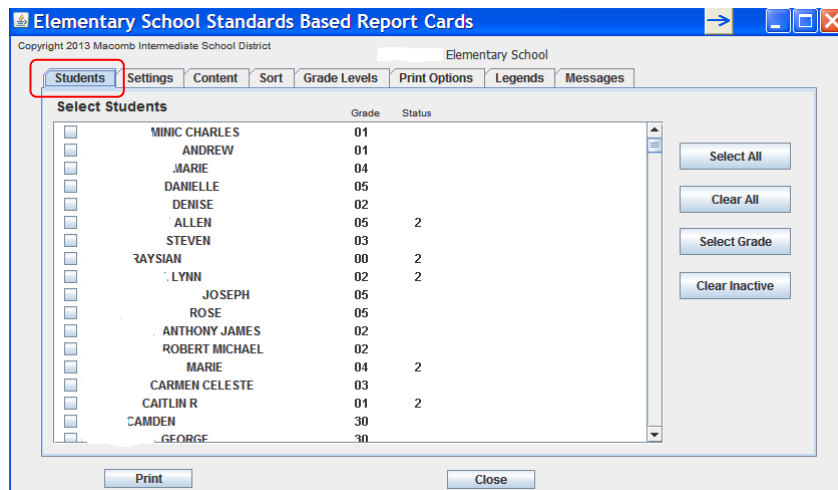 Elementary School Standards Based Report Cards
Copyright 2013 Macomb Intermediate School District
Elementary School
Students Settings Content Sort Grade Levels Print Options Legends Messages
Select Students
Grade Status
MINIC CHARLES 01
ANDREW 01
MARIE 04
DANIELLE 05
DENISE 02
ALLEN 05 2
STEVEN 03
RAYSIAN 00 2
LYNN 02 2
JOSEPH 05
ROSE 05
ANTHONY JAMES 02
ROBERT MICHAEL 02
MARIE 04 2
CARMEN CELESTE 03
CAITLIN R 01 2
CAMDEN 30
GEORGE 30
Select All
Clear All
Select Grade
Clear Inactive
Print Close